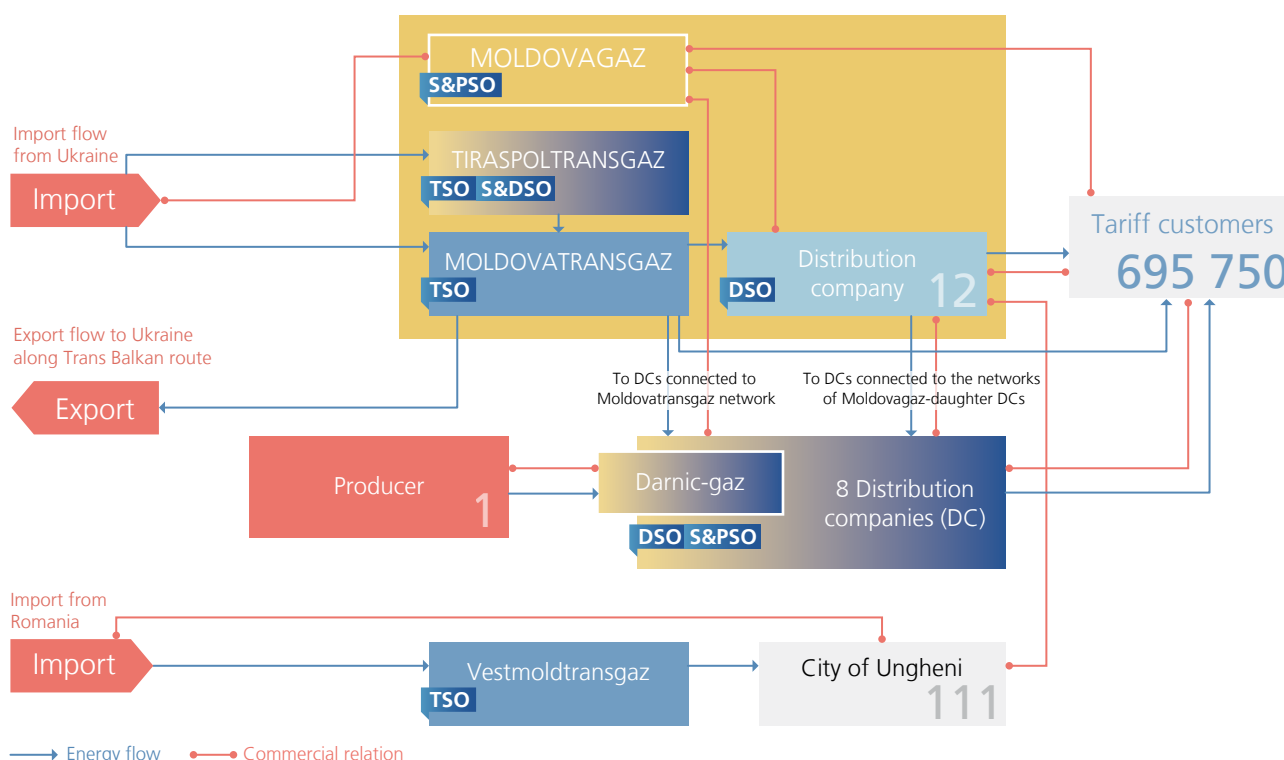 MOLDOVAGAZ
S&PSO
Import flow
from Ukraine
Import
TIRASPOLTRANSGAZ
TSO S&DSO
MOLDOVATRANSGAZ
TSO
Distribution
company
12
DSO
Tariff customers
695 750
Export flow to Ukraine
along Trans Balkan route
Export
To DCs connected to
Moldovatransgaz network
To DCs connected to the networks
of Moldovagaz-daughter DCs
Producer
1
Darnic-gaz
8 Distribution
companies (DC)
DSO S&PSO
Import from
Romania
Import
Vestmoldtransgaz
TSO
City of Ungheni
111
Energy flow
Commercial relation